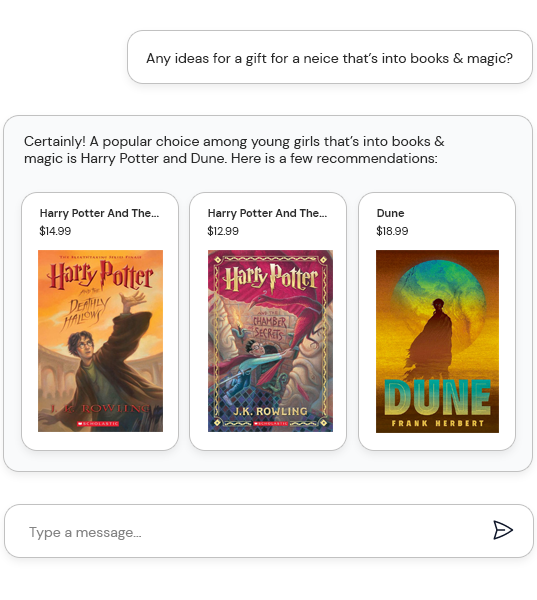 Any ideas for a gift for a neice that's into books & magic?
Certainly! A popular choice among young girls that's into books &
magic is Harry Potter and Dune. Here is a few recommendations:
Harry Potter And The...
$14.99
Harry Potter
AND THE
DEATHLY
HALLOWS
J. K. ROWLING
SCHOLASTIC
Harry Potter And The...
$12.99
Harry Potter
AND THE
CHAMBER
SECRETS
J.K. ROWLING
SCHOLASTIC
Dune
$18.99
DUNE
FRANK HERBERT
Type a message...